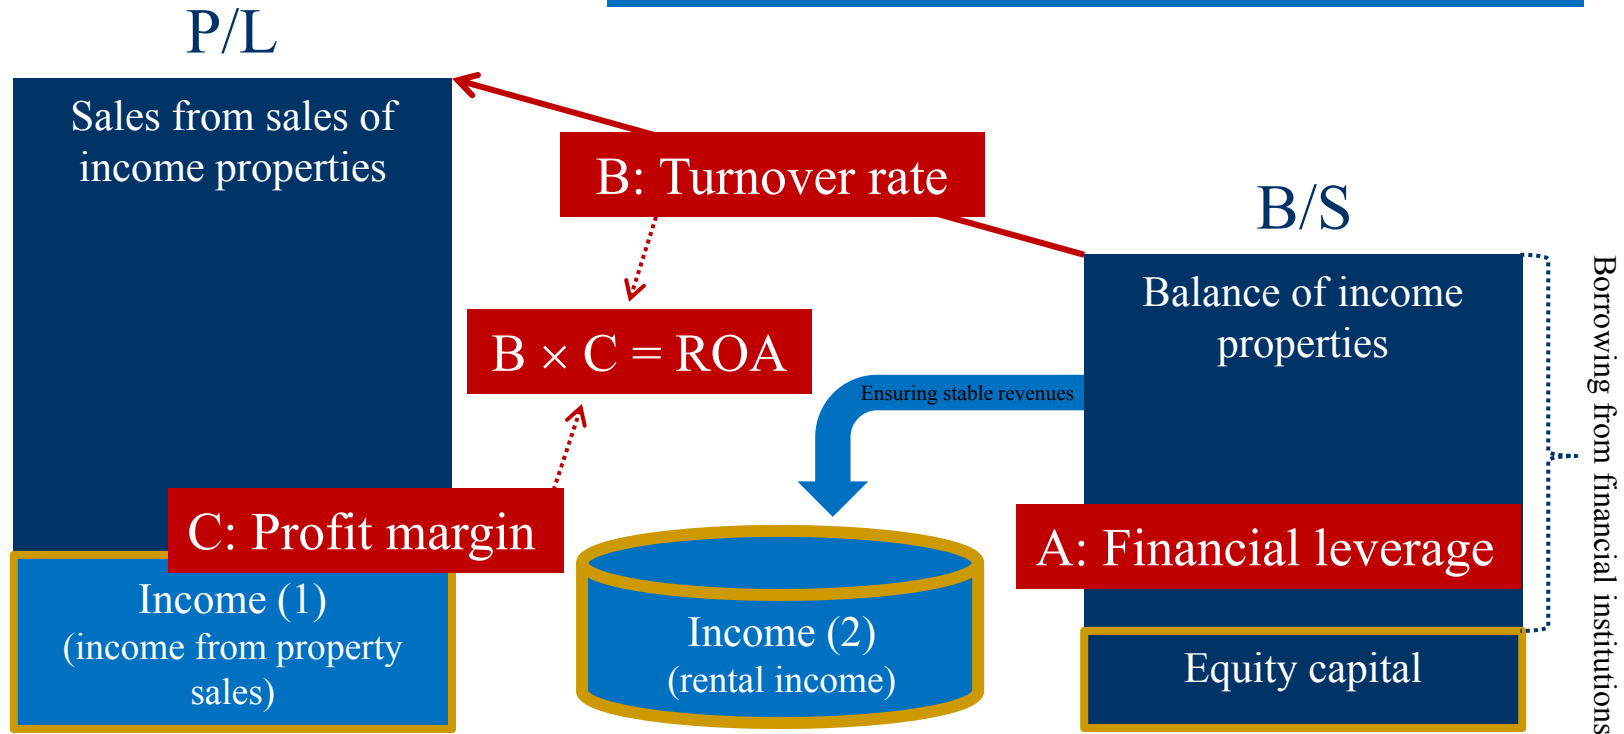 P/L
Sales from sales of
income properties
B: Turnover rate
B/S
Balance of income
properties
B × C = ROA
Ensuring stable revenues
C: Profit margin
A: Financial leverage
Income (1)
(income from property
sales)
Income (2)
(rental income)
Equity capital
Borrowing from financial institutions